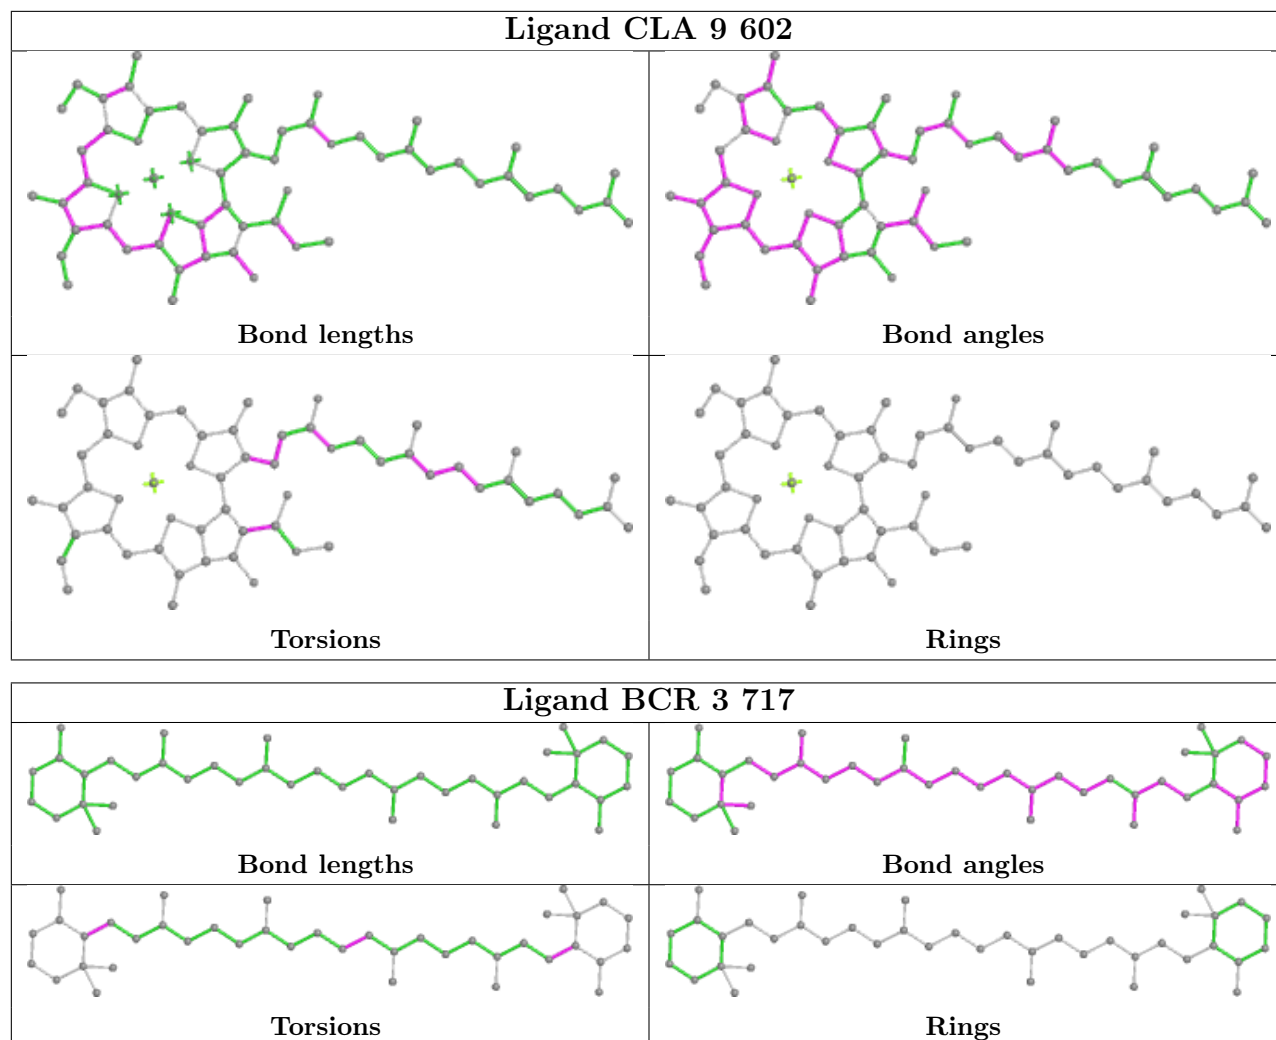 Ligand CLA 9 602
Bond lengths
Bond angles
Torsions
Rings
Ligand BCR 3 717
Bond lengths
Bond angles
Torsions
Rings